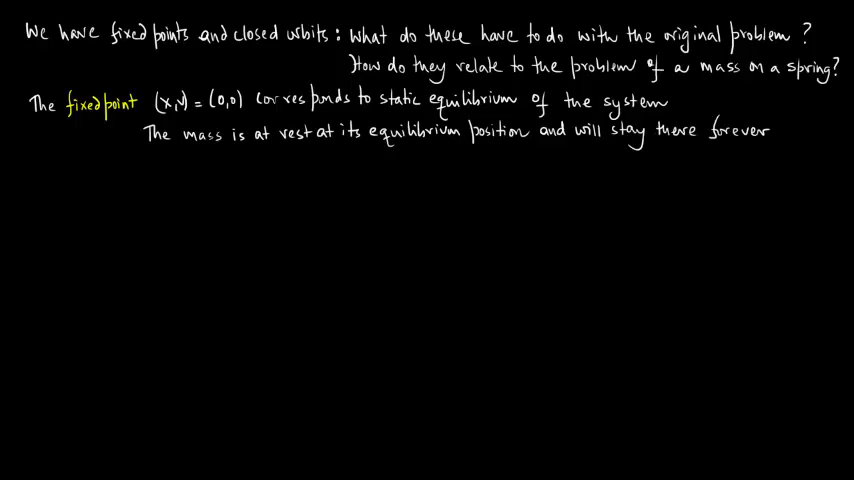 We have fixed points and closed orbits: What do these have to do with the original problem?
How do they relate to the problem of a mass on a spring?
The fixed point (x,v) = (0,0) corresponds to static equilibrium of the system
The mass is at rest at its equilibrium position and will stay there forever